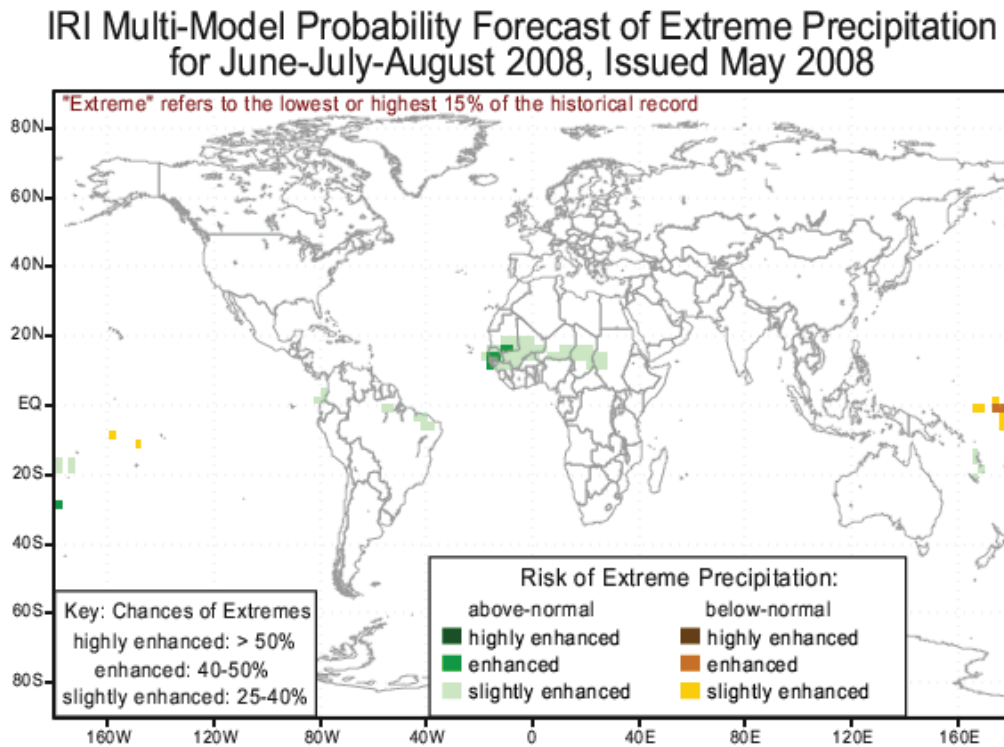 IRI Multi-Model Probability Forecast of Extreme Precipitation
for June-July-August 2008, Issued May 2008
"Extreme" refers to the lowest or highest 15% of the historical record
80N
60N
40N
20N
EQ
20S
40S
60S
80S
Key: Chances of Extremes
highly enhanced: > 50%
enhanced: 40-50%
slightly enhanced: 25-40%
Risk of Extreme Precipitation:
above-normal below-normal
highly enhanced highly enhanced
enhanced enhanced
slightly enhanced slightly enhanced
160W 120W 80W 40W 0 40E 80E 120E 160E